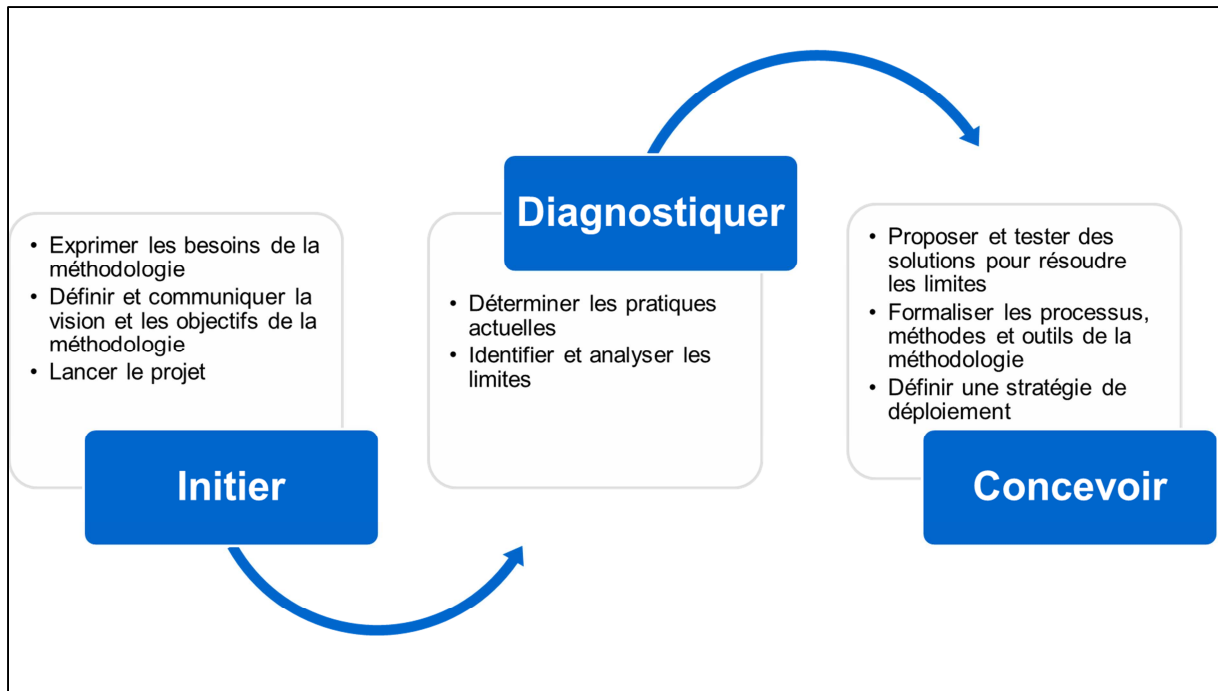 • Exprimer les besoins de la
méthodologie
• Définir et communiquer la
vision et les objectifs de la
méthodologie
• Lancer le projet
Initier
Diagnostiquer
• Déterminer les pratiques
actuelles
• Identifier et analyser les
limites
• Proposer et tester des
solutions pour résoudre
les limites
• Formaliser les processus,
méthodes et outils de la
méthodologie
• Définir une stratégie de
déploiement
Concevoir